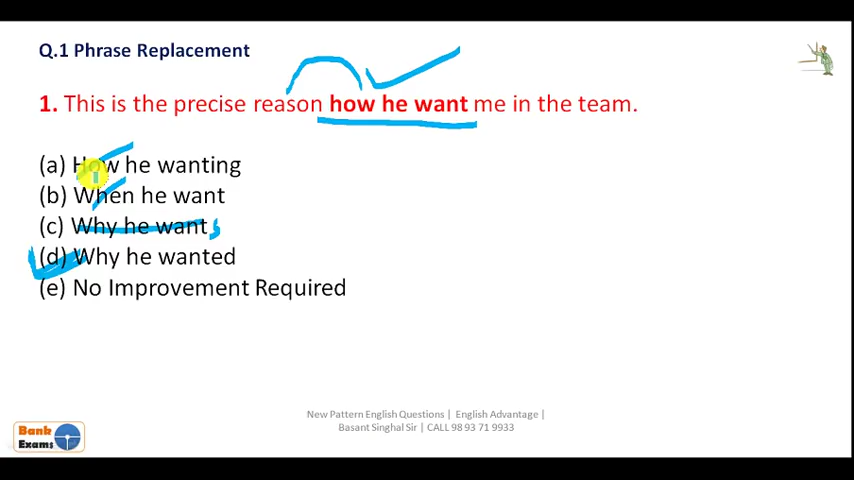 Q.1 Phrase Replacement
1. This is the precise reason how he want me in the team.
(a) How he wanting
(b) When he want
(c) Why he want s
(d) Why he wanted
(e) No Improvement Required
New Pattern English Questions | English Advantage |
Basant Singhal Sir | CALL 98 93 71 9933
Bank
Exams